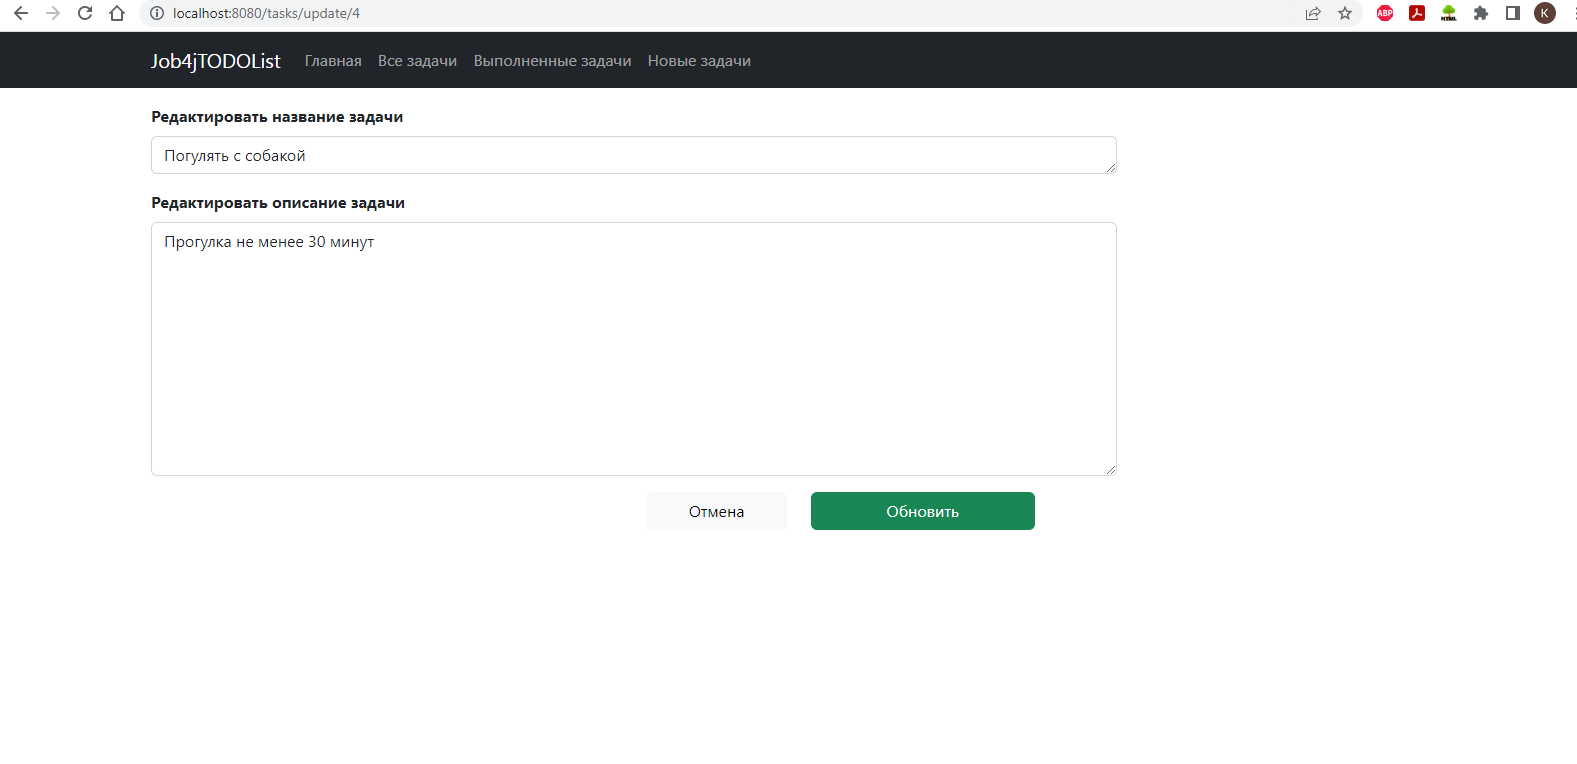 localhost:8080/tasks/update/4
ABP
HTML
K
Job4jTODOList Главная Все задачи Выполненные задачи Новые задачи
Редактировать название задачи
Погулять с собакой
Редактировать описание задачи
Прогулка не менее 30 минут
Отмена Обновить